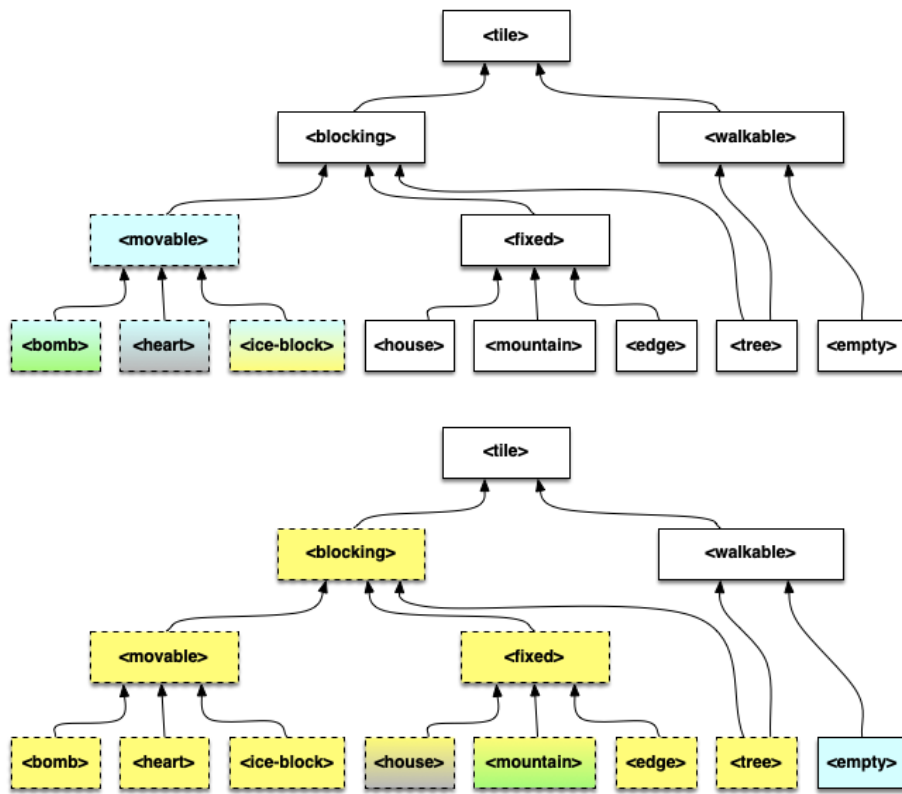 <tile>
<blocking> <walkable>
<movable> <fixed>
<bomb> <heart> <ice-block> <house> <mountain> <edge> <tree> <empty>
<tile>
<blocking> <walkable>
<movable> <fixed>
<bomb> <heart> <ice-block> <house> <mountain> <edge> <tree> <empty>